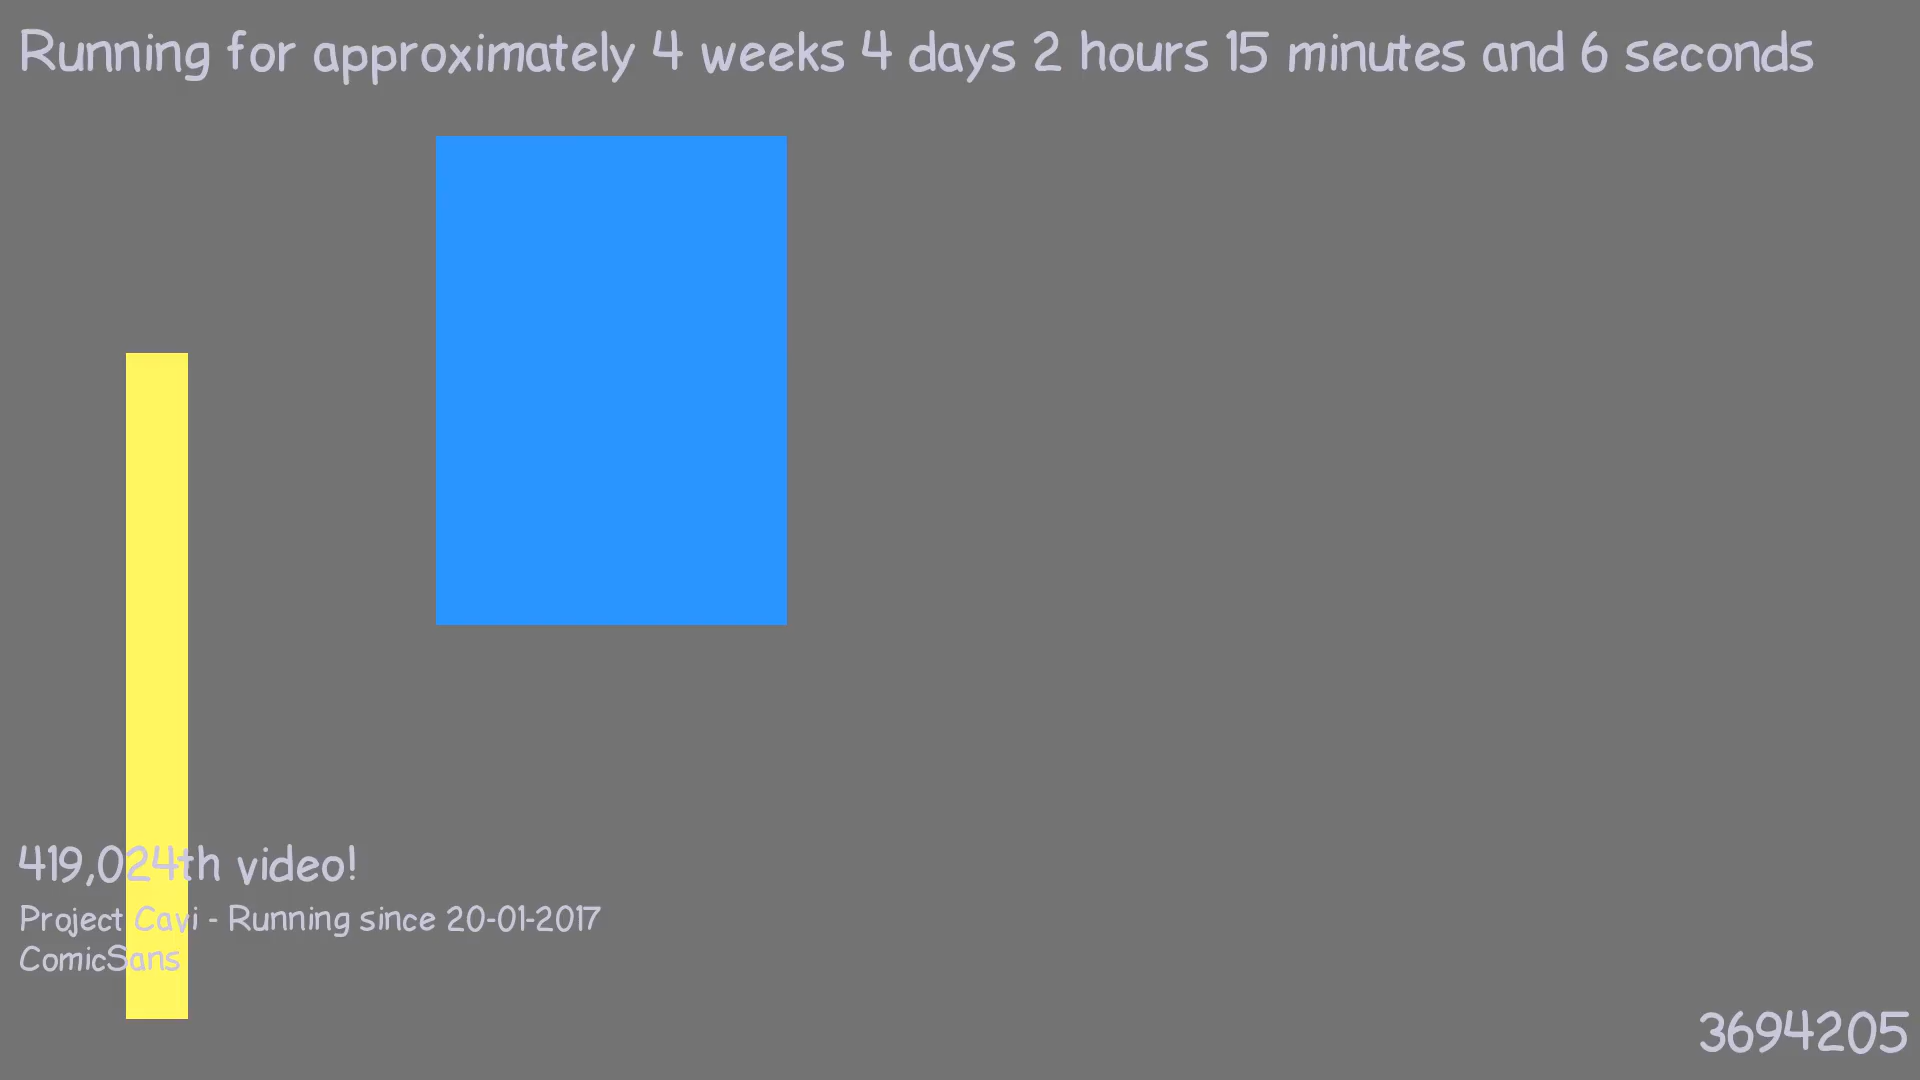 Running for approximately 4 weeks 4 days 2 hours 15 minutes and 6 seconds
419,024th video!
Project Cavi - Running since 20-01-2017
ComicSans
3694205